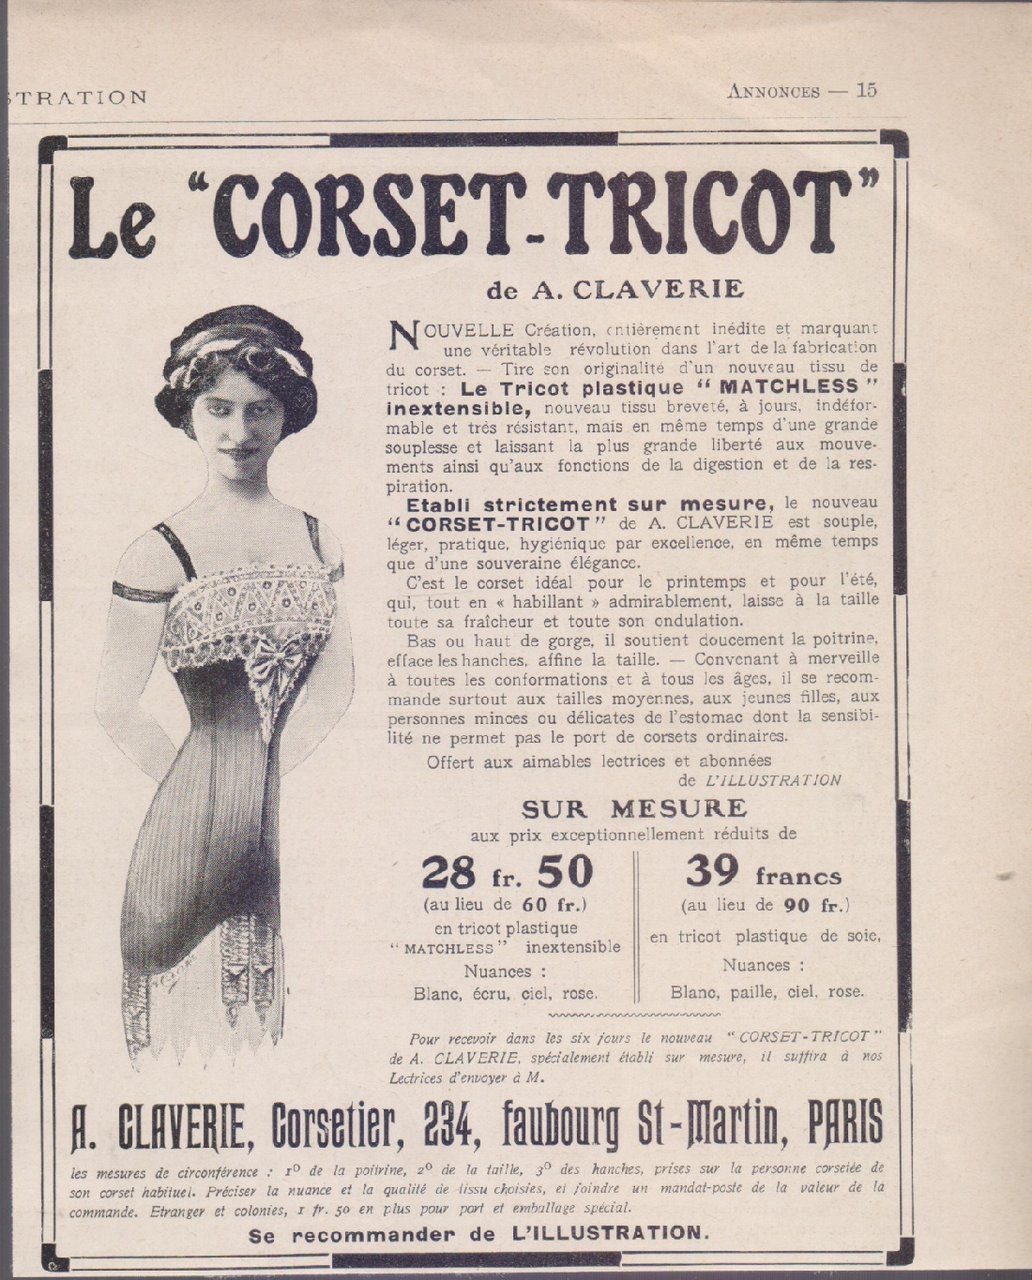 STRATION
ANNONCES — 15
Le "CORSET-TRICOT"
de A. CLAVERIE
NOUVELLE Création, entièrement inédite et marquant
une véritable révolution dans l'art de la fabrication
du corset. — Tire son originalité d'un nouveau tissu de
tricot : Le Tricot plastique "MATCHLESS"
inextensible, nouveau tissu breveté, à jours, indéfor-
mable et très résistant, mais en même temps d'une grande
souplesse et laissant la plus grande liberté aux mouve-
ments ainsi qu'aux fonctions de la digestion et de la res-
piration.
Etabli strictement sur mesure, le nouveau
"CORSET-TRICOT" de A. CLAVERIE est souple,
léger, pratique, hygiénique par excellence, en même temps
que d'une souveraine élégance.
C'est le corset idéal pour le printemps et pour l'été,
qui, tout en « habillant » admirablement, laisse à la taille
toute sa fraîcheur et toute son ondulation.
Bas ou haut de gorge, il soutient doucement la poitrine,
efface les hanches, affine la taille. — Convenant à merveille
à toutes les conformations et à tous les âges, il se recom-
mande surtout aux tailles moyennes, aux jeunes filles, aux
personnes minces ou délicates de l'estomac dont la sensibi-
lité ne permet pas le port de corsets ordinaires.
Offert aux aimables lectrices et abonnées
de L'ILLUSTRATION
SUR MESURE
aux prix exceptionnellement réduits de
28 fr. 50
(au lieu de 60 fr.)
en tricot plastique
"MATCHLESS" inextensible
Nuances :
Blanc, écru, ciel, rose.
39 francs
(au lieu de 90 fr.)
en tricot plastique de soie,
Nuances :
Blanc, paille, ciel, rose.
Pour recevoir dans les six jours le nouveau "CORSET-TRICOT"
de A. CLAVERIE, spécialement établi sur mesure, il suffira à nos
Lectrices d'envoyer à M.
A. CLAVERIE, Corsetier, 234, faubourg St-Martin, PARIS
les mesures de circonférence : 1º de la poitrine, 2º de la taille, 3º des hanches, prises sur la personne corsetée de
son corset habituel. Préciser la nuance et la qualité de tissu choisies, et joindre un mandat-poste de la valeur de la
commande. Etranger et colonies, 1 fr. 50 en plus pour port et emballage spécial.
Se recommander de L'ILLUSTRATION.